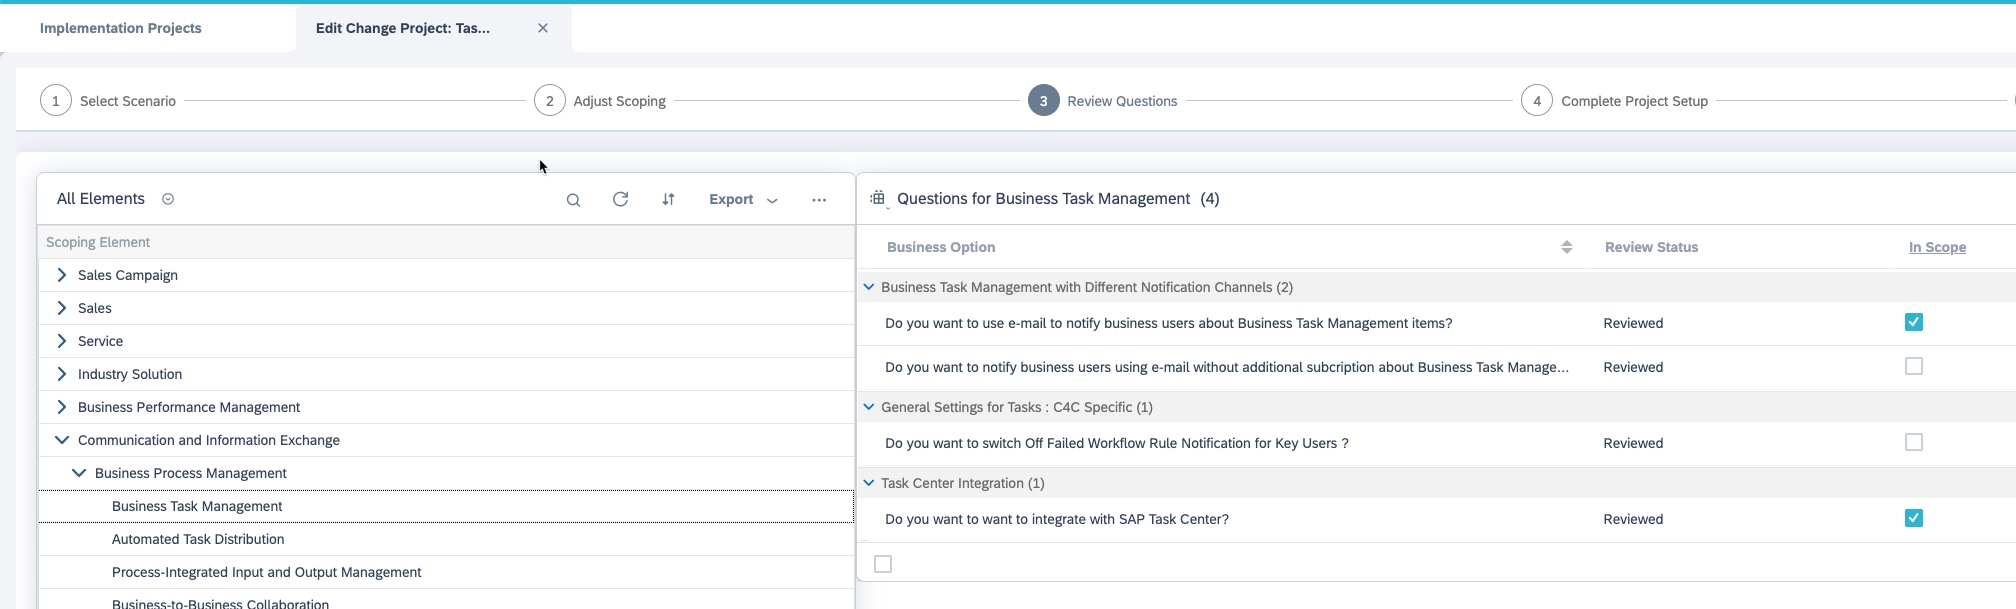 Implementation Projects
Edit Change Project: Tas...
1 Select Scenario
2 Adjust Scoping
3 Review Questions
4 Complete Project Setup
All Elements
Export
Scoping Element
Sales Campaign
Sales
Service
Industry Solution
Business Performance Management
Communication and Information Exchange
Business Process Management
Business Task Management
Automated Task Distribution
Process-Integrated Input and Output Management
Business-to-Business Collaboration
Questions for Business Task Management (4)
Business Option Review Status In Scope
Business Task Management with Different Notification Channels (2)
Do you want to use e-mail to notify business users about Business Task Management items? Reviewed
Do you want to notify business users using e-mail without additional subcription about Business Task Manage... Reviewed
General Settings for Tasks : C4C Specific (1)
Do you want to switch Off Failed Workflow Rule Notification for Key Users ? Reviewed
Task Center Integration (1)
Do you want to want to integrate with SAP Task Center? Reviewed